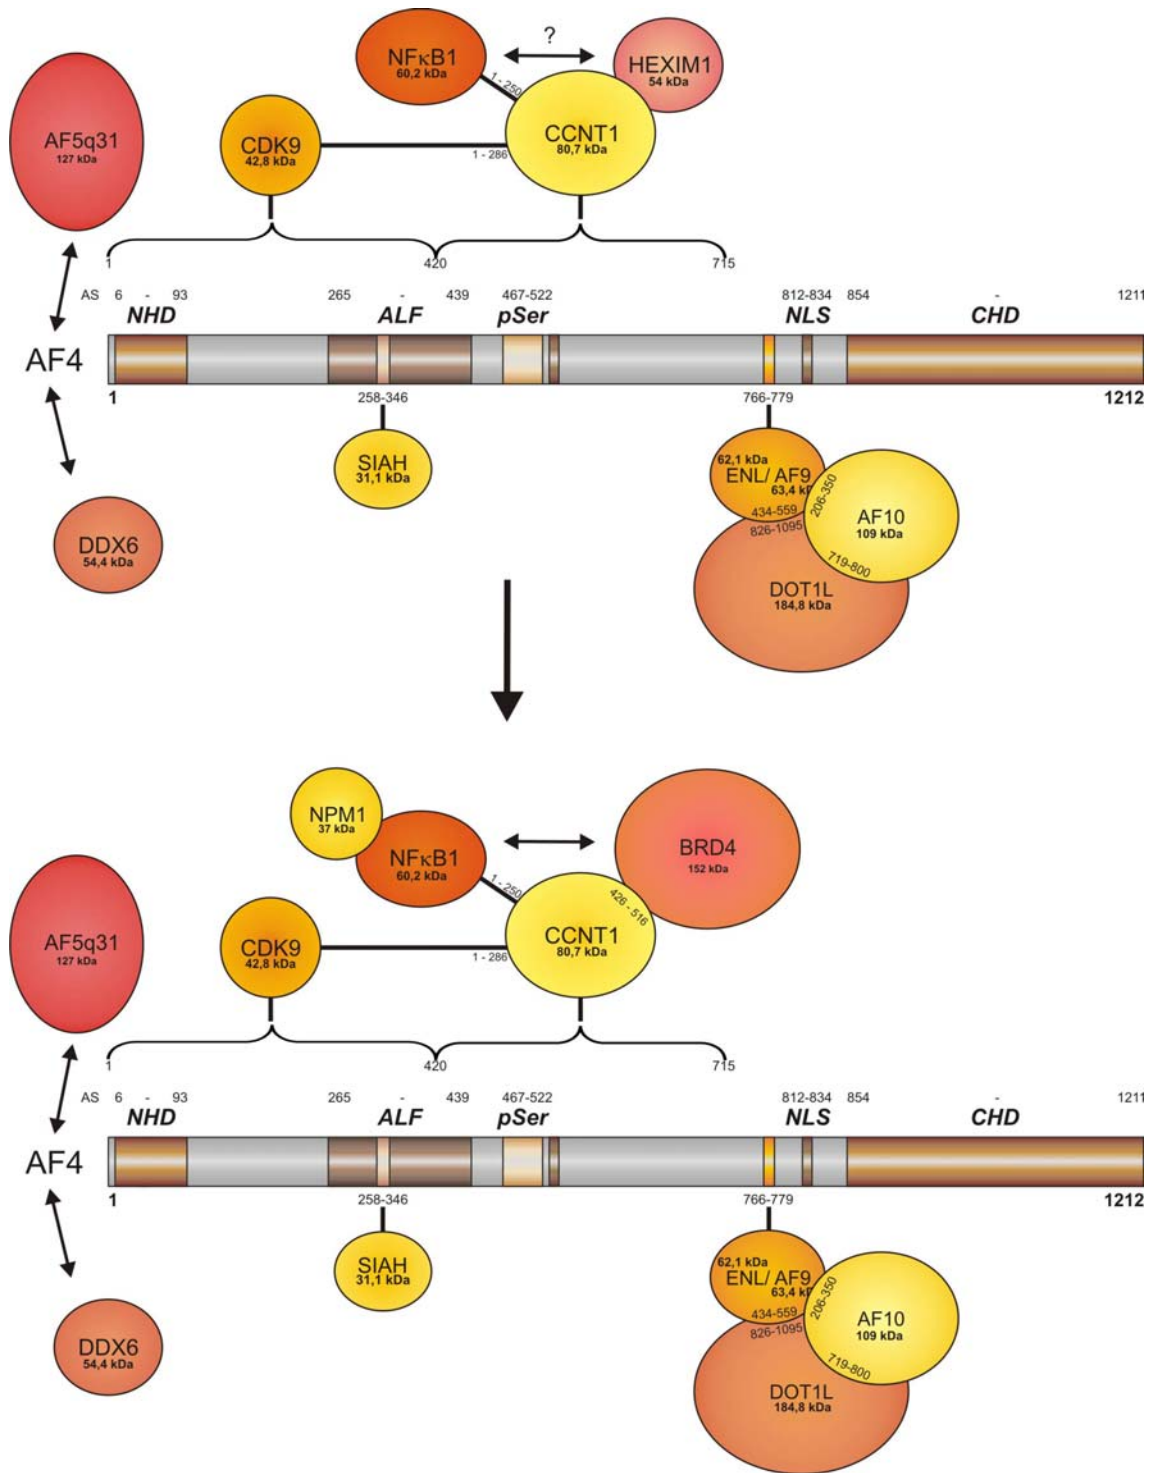 ?
NFκB1
60,2 kDa
HEXIM1
54 kDa
1 - 250
AF5q31
127 kDa
CDK9
42,8 kDa
CCNT1
80,7 kDa
1 - 286
1
420
715
AS 6 - 93 265 - 439 467-522 812-834 854 - 1211
NHD ALF pSer NLS CHD
AF4
1 258-346 766-779 1212
SIAH
31,1 kDa
62,1 kDa
ENL/ AF9
63,4 kD
434-559
826-1095
206-350
AF10
109 kDa
719-800
DOT1L
184,8 kDa
DDX6
54,4 kDa
NPM1
37 kDa
NFκB1
60,2 kDa
BRD4
152 kDa
1 - 250
426 - 516
AF5q31
127 kDa
CDK9
42,8 kDa
CCNT1
80,7 kDa
1 - 286
1
420
715
AS 6 - 93 265 - 439 467-522 812-834 854 - 1211
NHD ALF pSer NLS CHD
AF4
1 258-346 766-779 1212
SIAH
31,1 kDa
62,1 kDa
ENL/ AF9
63,4 kD
434-559
826-1095
206-350
AF10
109 kDa
719-800
DOT1L
184,8 kDa
DDX6
54,4 kDa